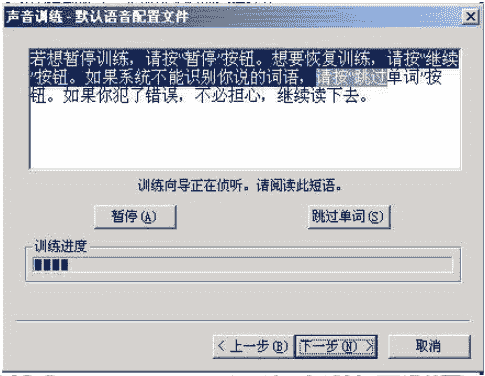 声音训练 - 默认语音配置文件
若想暂停训练，请按“暂停”按钮。想要恢复训练，请按“继续
”按钮。如果系统不能识别你说的词语，请按“跳过单词”按
钮。如果你犯了错误，不必担心，继续读下去。
训练向导正在侦听。请阅读此短语。
暂停(A) 跳过单词(S)
训练进度
< 上一步(B) 下一步(N) > 取消